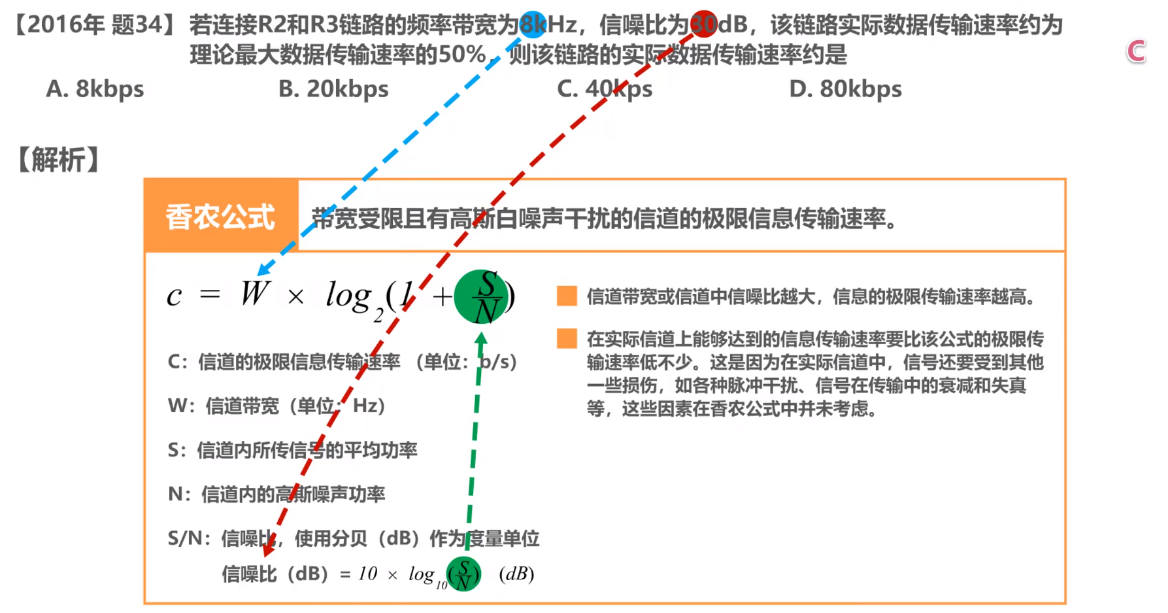 【2016年 题34】若连接R2和R3链路的频率带宽为8kHz，信噪比为30dB，该链路实际数据传输速率约为
理论最大数据传输速率的50%，则该链路的实际数据传输速率约是
C
A. 8kbps B. 20kbps C. 40kps D. 80kbps
【解析】
香农公式 带宽受限且有高斯白噪声干扰的信道的极限信息传输速率。
c = W × log2(1 + S/N)
C：信道的极限信息传输速率 （单位：b/s）
W：信道带宽（单位：Hz）
S：信道内所传信号的平均功率
N：信道内的高斯噪声功率
S/N：信噪比，使用分贝（dB）作为度量单位
信噪比（dB）= 10 × log10(S/N) (dB)
信道带宽或信道中信噪比越大，信息的极限传输速率越高。
在实际信道上能够达到的信息传输速率要比该公式的极限传
输速率低不少。这是因为在实际信道中，信号还要受到其他
一些损伤，如各种脉冲干扰、信号在传输中的衰减和失真
等，这些因素在香农公式中并未考虑。